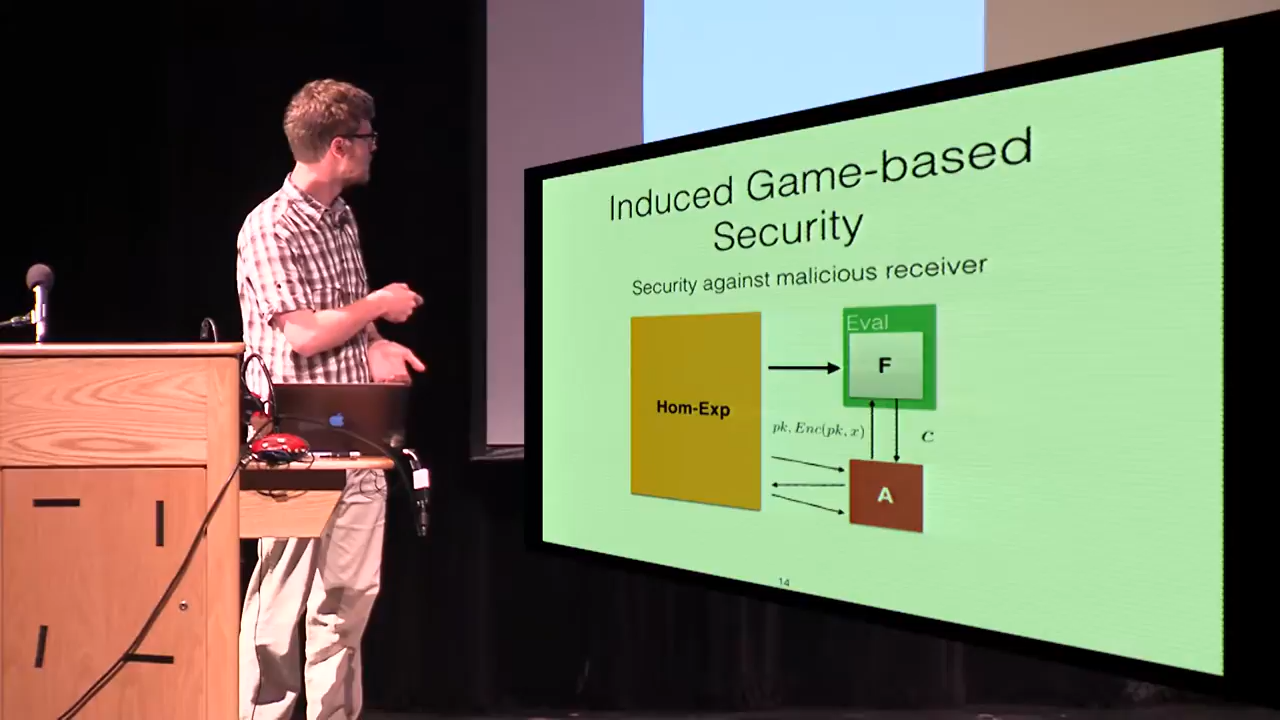 Induced Game-based
Security
Security against malicious receiver
Eval
F
Hom-Exp
pk, Enc(pk, x)
c
A
14